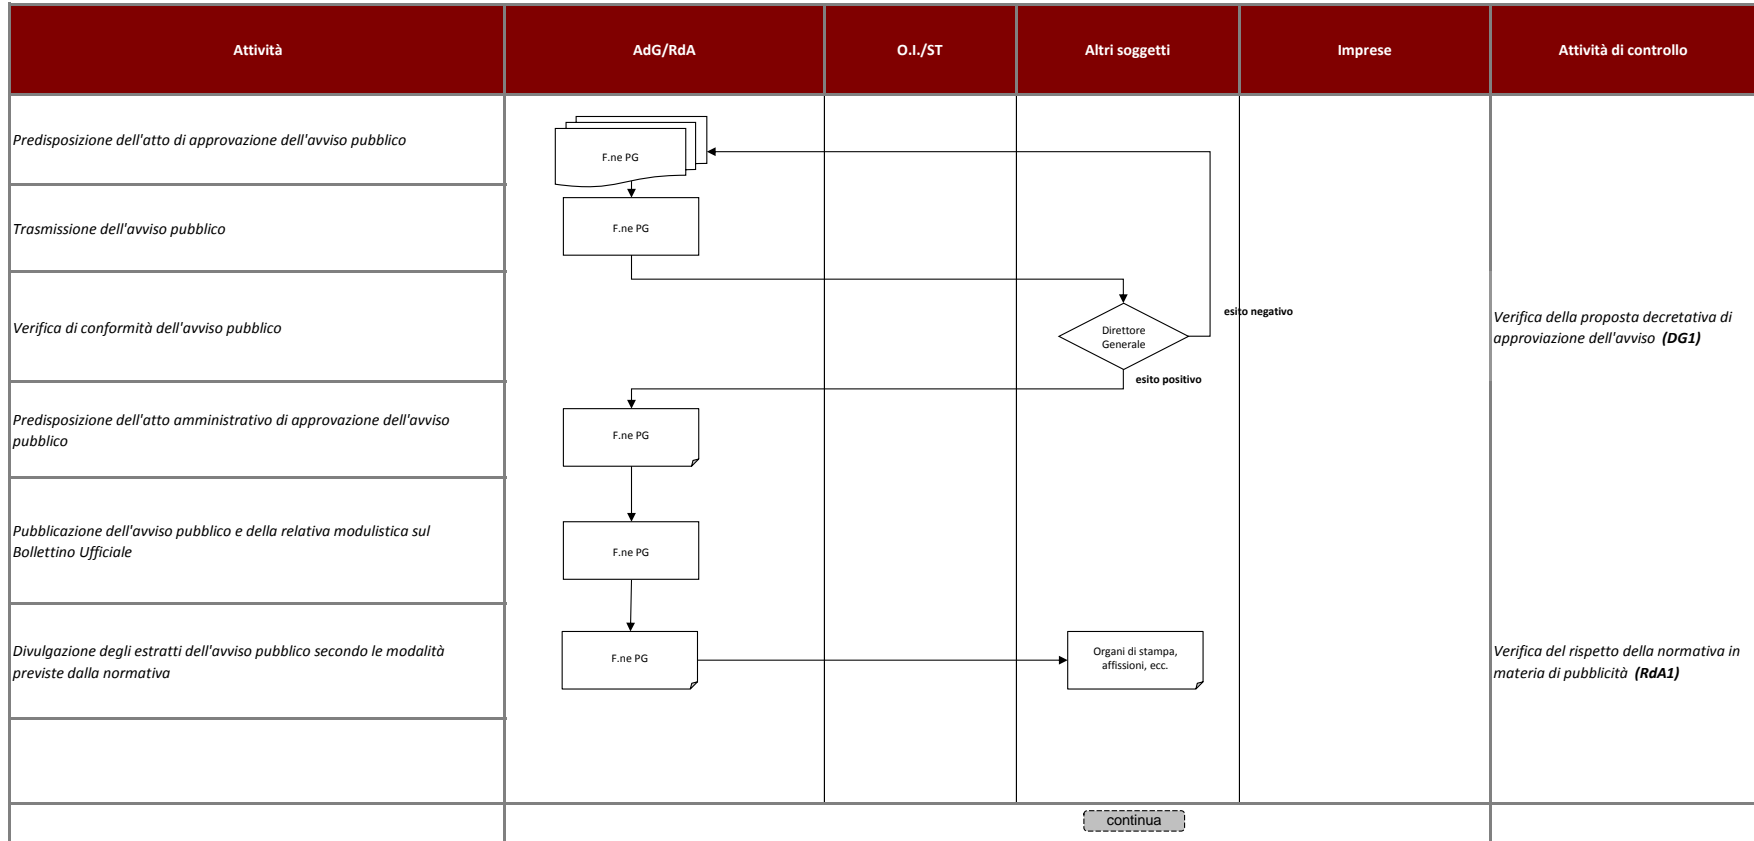 Attività
AdG/RdA
O.I./ST
Altri soggetti
Imprese
Attività di controllo
Predisposizione dell'atto di approvazione dell'avviso pubblico
F.ne PG
Trasmissione dell'avviso pubblico
F.ne PG
Verifica di conformità dell'avviso pubblico
Direttore
Generale
esito negativo
esito positivo
Verifica della proposta decretativa di
approviazione dell'avviso (DG1)
Predisposizione dell'atto amministrativo di approvazione dell'avviso
pubblico
F.ne PG
Pubblicazione dell'avviso pubblico e della relativa modulistica sul
Bollettino Ufficiale
F.ne PG
Divulgazione degli estratti dell'avviso pubblico secondo le modalità
previste dalla normativa
F.ne PG
Organi di stampa,
affissioni, ecc.
Verifica del rispetto della normativa in
materia di pubblicità (RdA1)
continua